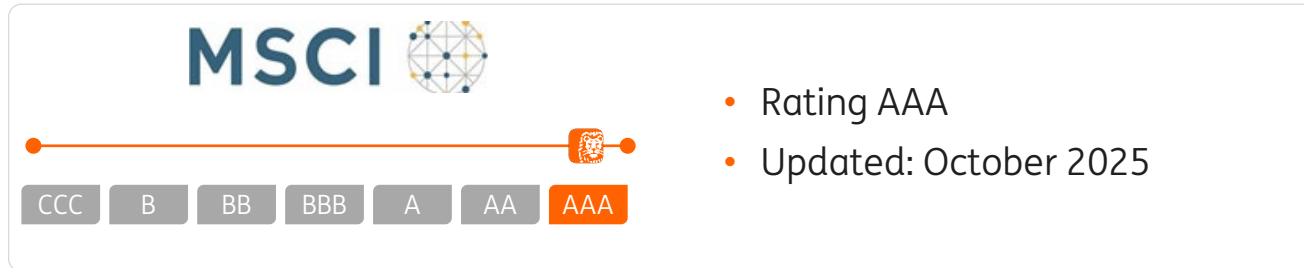 MSCI
CCC B BB BBB A AA AAA
• Rating AAA
• Updated: October 2025